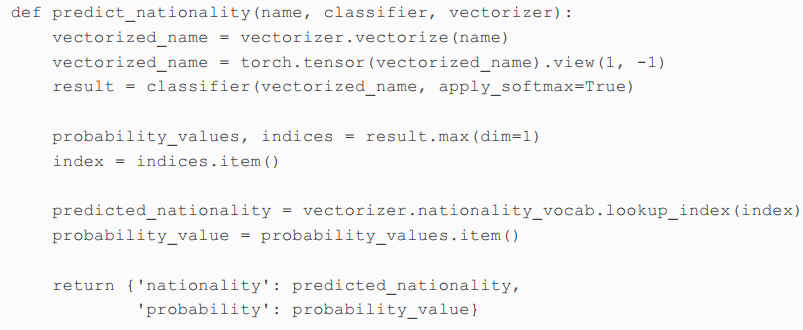 def predict_nationality(name, classifier, vectorizer):
    vectorized_name = vectorizer.vectorize(name)
    vectorized_name = torch.tensor(vectorized_name).view(1, -1)
    result = classifier(vectorized_name, apply_softmax=True)

    probability_values, indices = result.max(dim=1)
    index = indices.item()

    predicted_nationality = vectorizer.nationality_vocab.lookup_index(index)
    probability_value = probability_values.item()

    return {'nationality': predicted_nationality,
            'probability': probability_value}